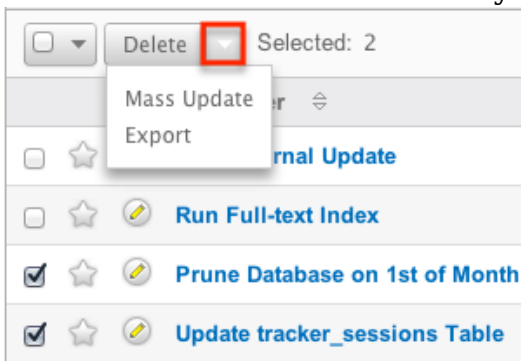 Delete Selected: 2
Mass Update
Export
rnal Update
Run Full-text Index
Prune Database on 1st of Month
Update tracker_sessions Table